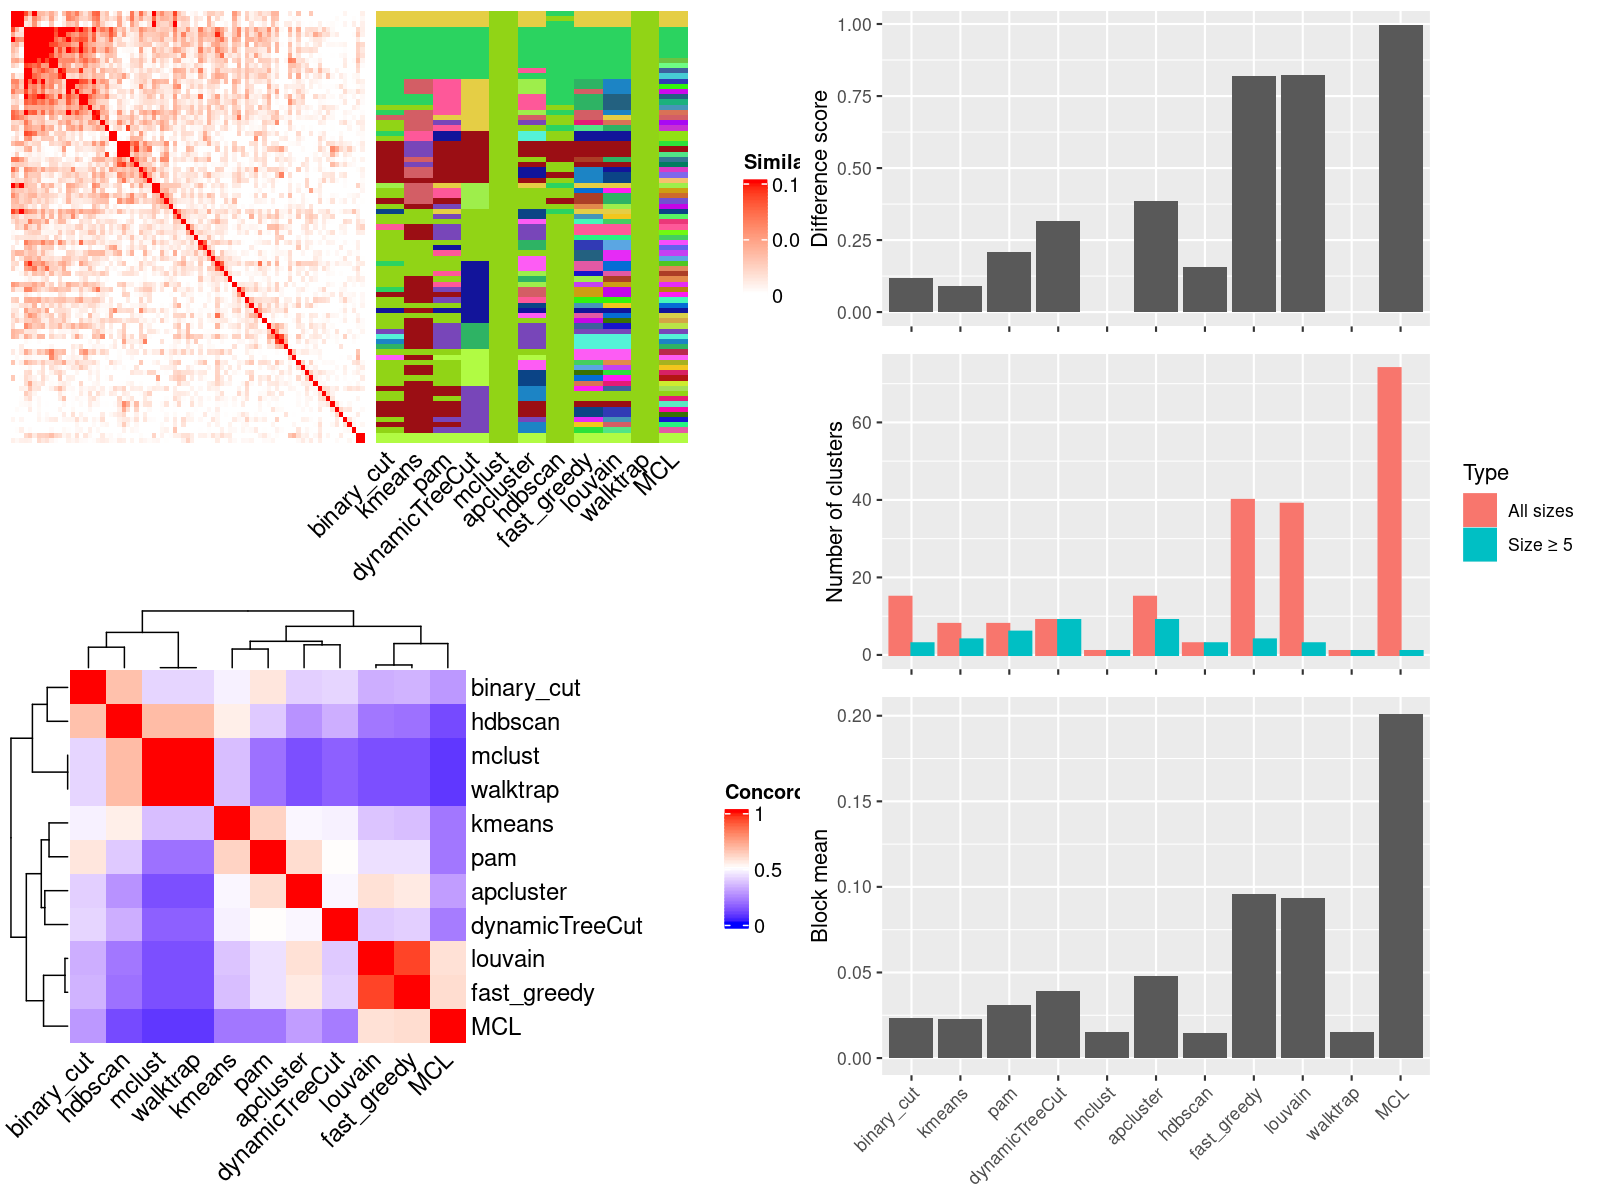 Simila
0.1
0.0
0
binary_cut
kmeans
pam
dynamicTreeCut
mclust
apcluster
hdbscan
fast_greedy
louvain
walktrap
MCL
binary_cut
hdbscan
mclust
walktrap
kmeans
pam
apcluster
dynamicTreeCut
louvain
fast_greedy
MCL
binary_cut
hdbscan
mclust
walktrap
kmeans
pam
apcluster
dynamicTreeCut
louvain
fast_greedy
MCL
Concord
1
0.5
0
Difference score
1.00
0.75
0.50
0.25
0.00
Number of clusters
60
40
20
0
Type
All sizes
Size ≥ 5
Block mean
0.20
0.15
0.10
0.05
0.00
binary_cut
kmeans
pam
dynamicTreeCut
mclust
apcluster
hdbscan
fast_greedy
louvain
walktrap
MCL